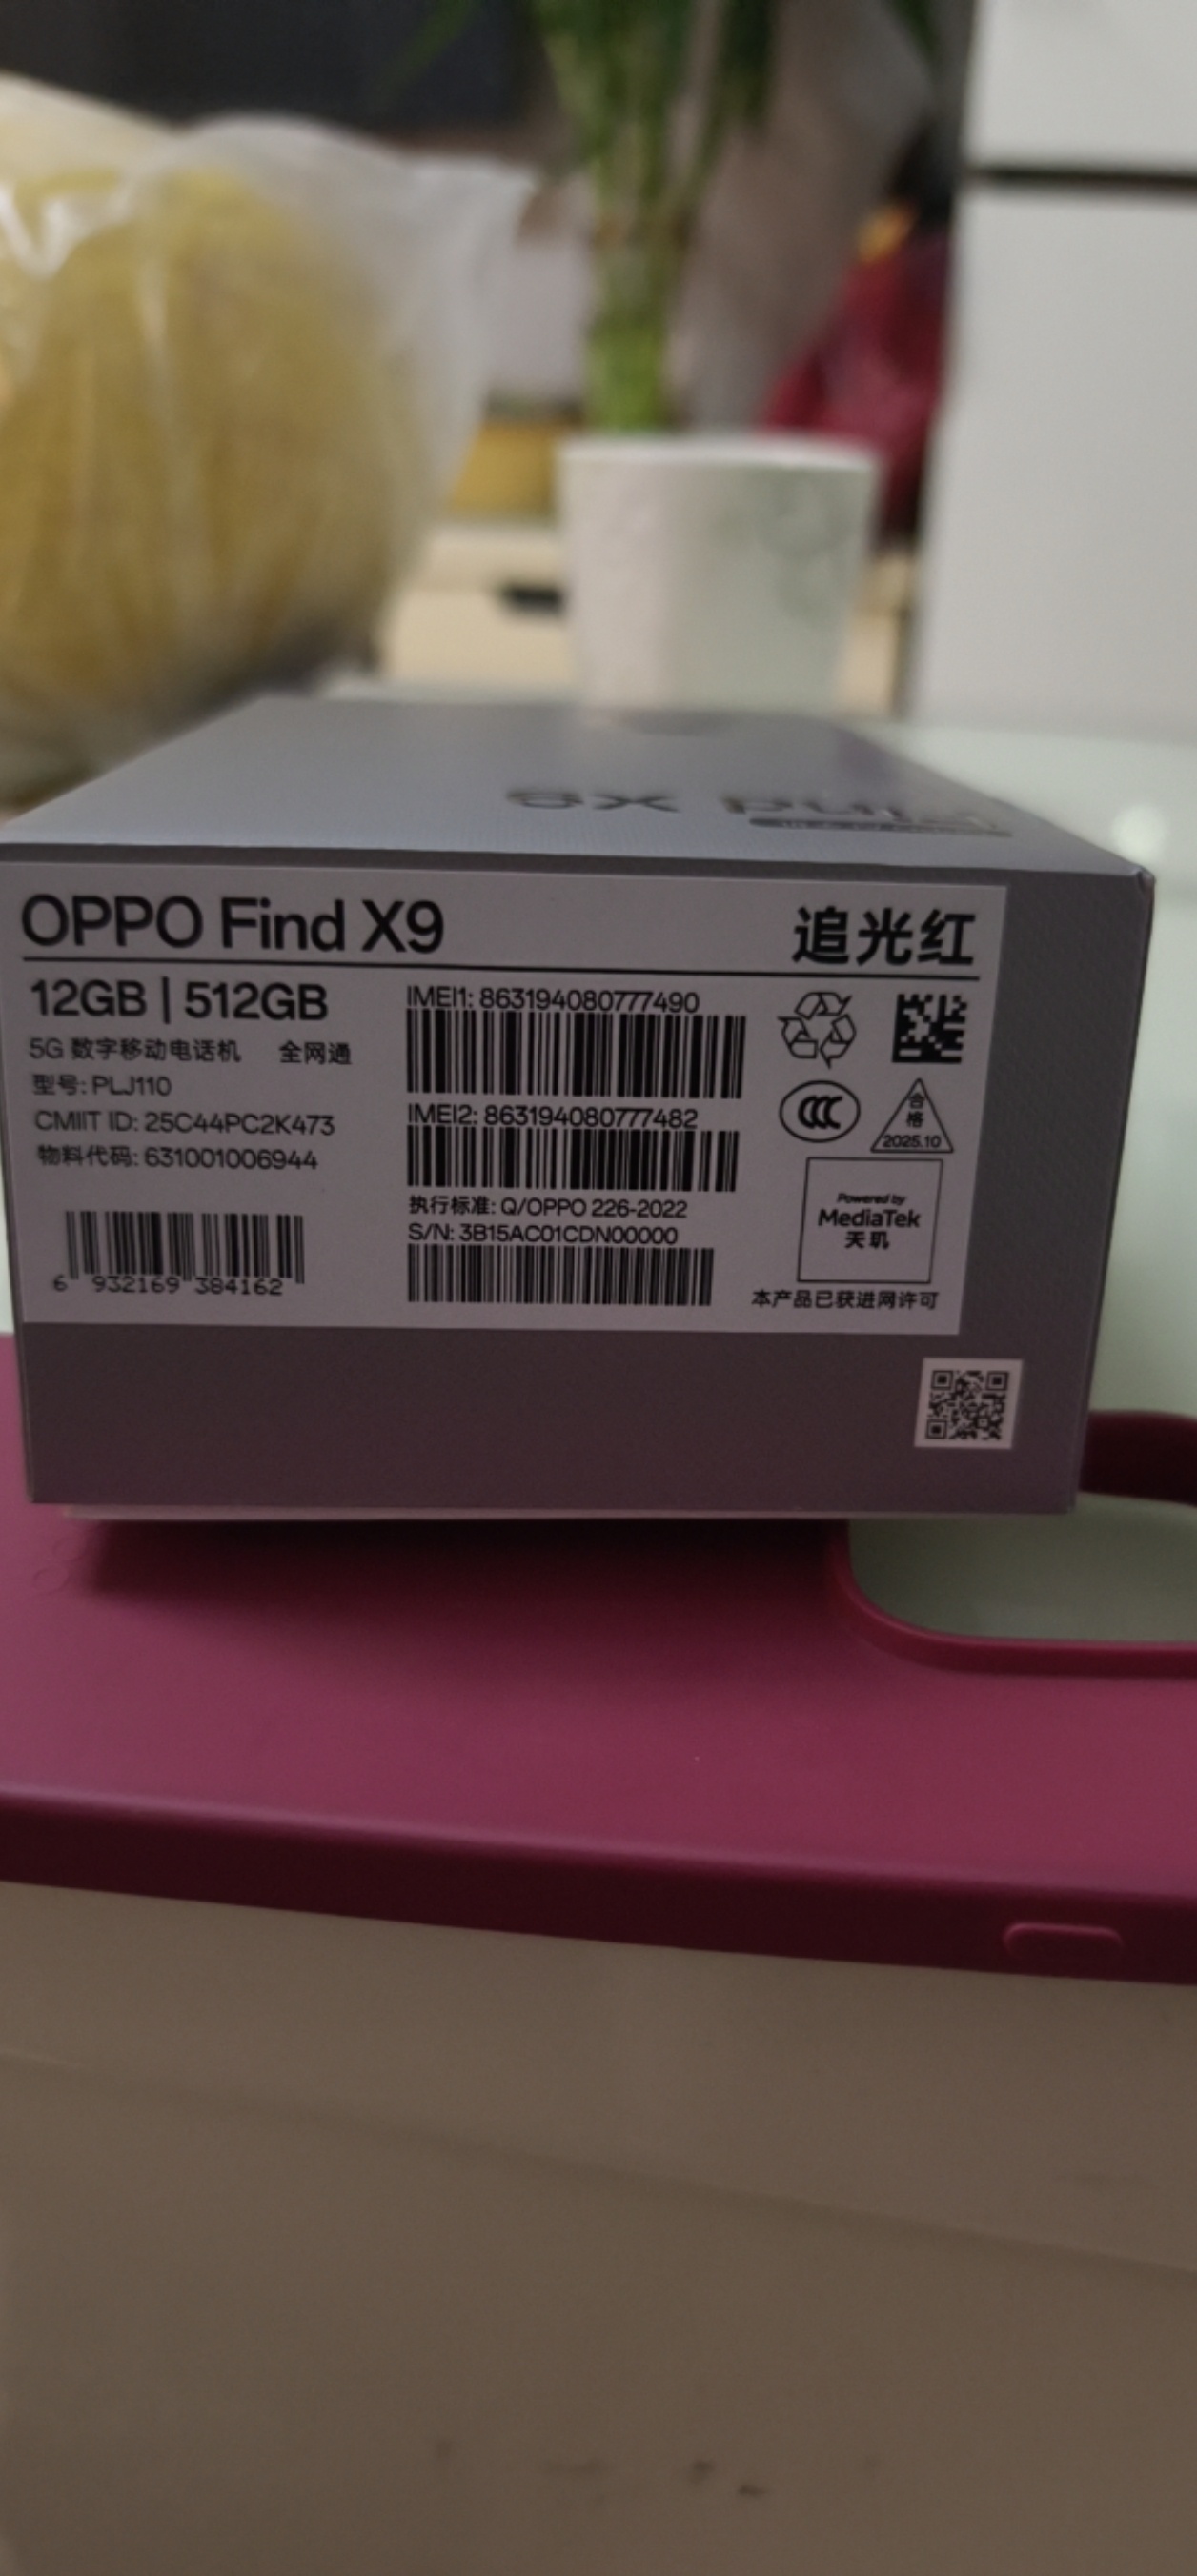 Find X9
OPPO Find X9
追光红
12GB | 512GB
5G 数字移动电话机 全网通
型号: PLJ110
CMIIT ID: 25C44PC2K473
物料代码: 631001006944
6 932169 384162
IMEI1: 863194080777490
IMEI2: 863194080777482
执行标准: Q/OPPO 226-2022
S/N: 3B15AC01CDN00000
CCC
合
格
2025.10
Powered by
MediaTek
天玑
本产品已获进网许可